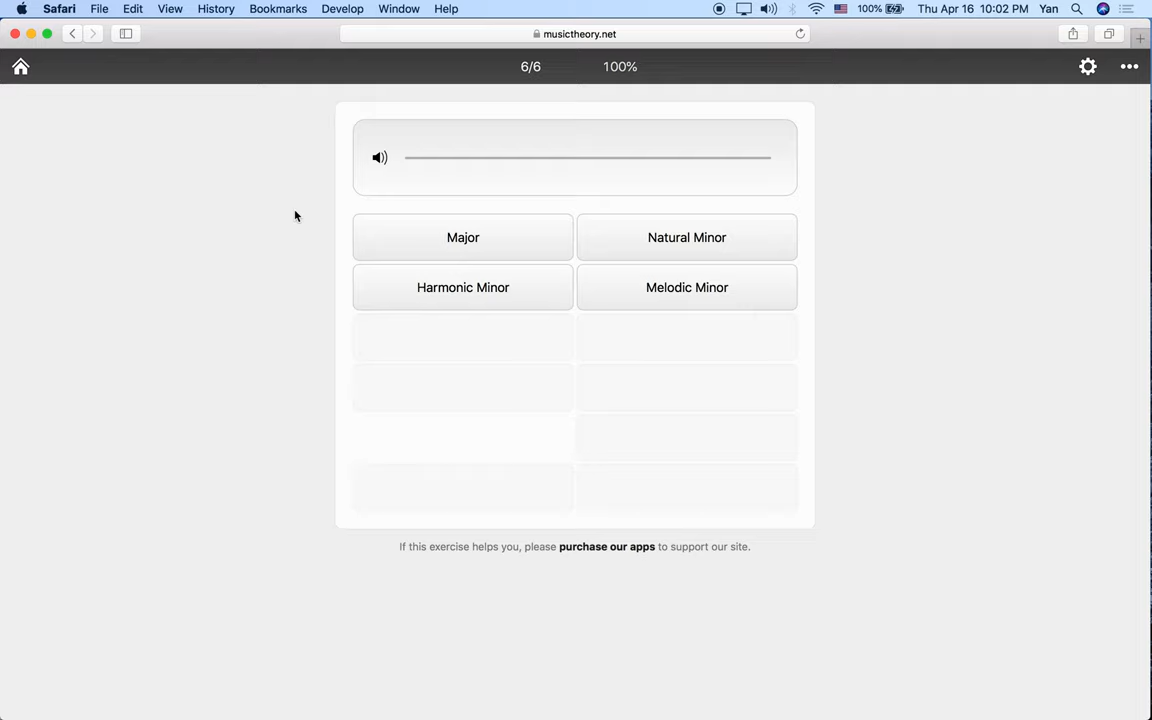 Safari File Edit View History Bookmarks Develop Window Help 100% Thu Apr 16 10:02 PM Yan
musictheory.net
6/6 100%
Major Natural Minor
Harmonic Minor Melodic Minor
If this exercise helps you, please purchase our apps to support our site.